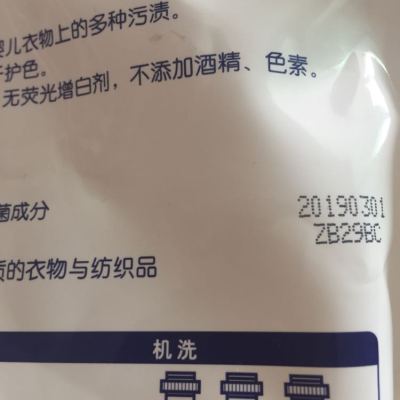 婴儿衣物上的多种污渍。
护色。
无荧光增白剂，不添加酒精、色素。
菌成分
20190301
ZB29BC
质的衣物与纺织品
机洗